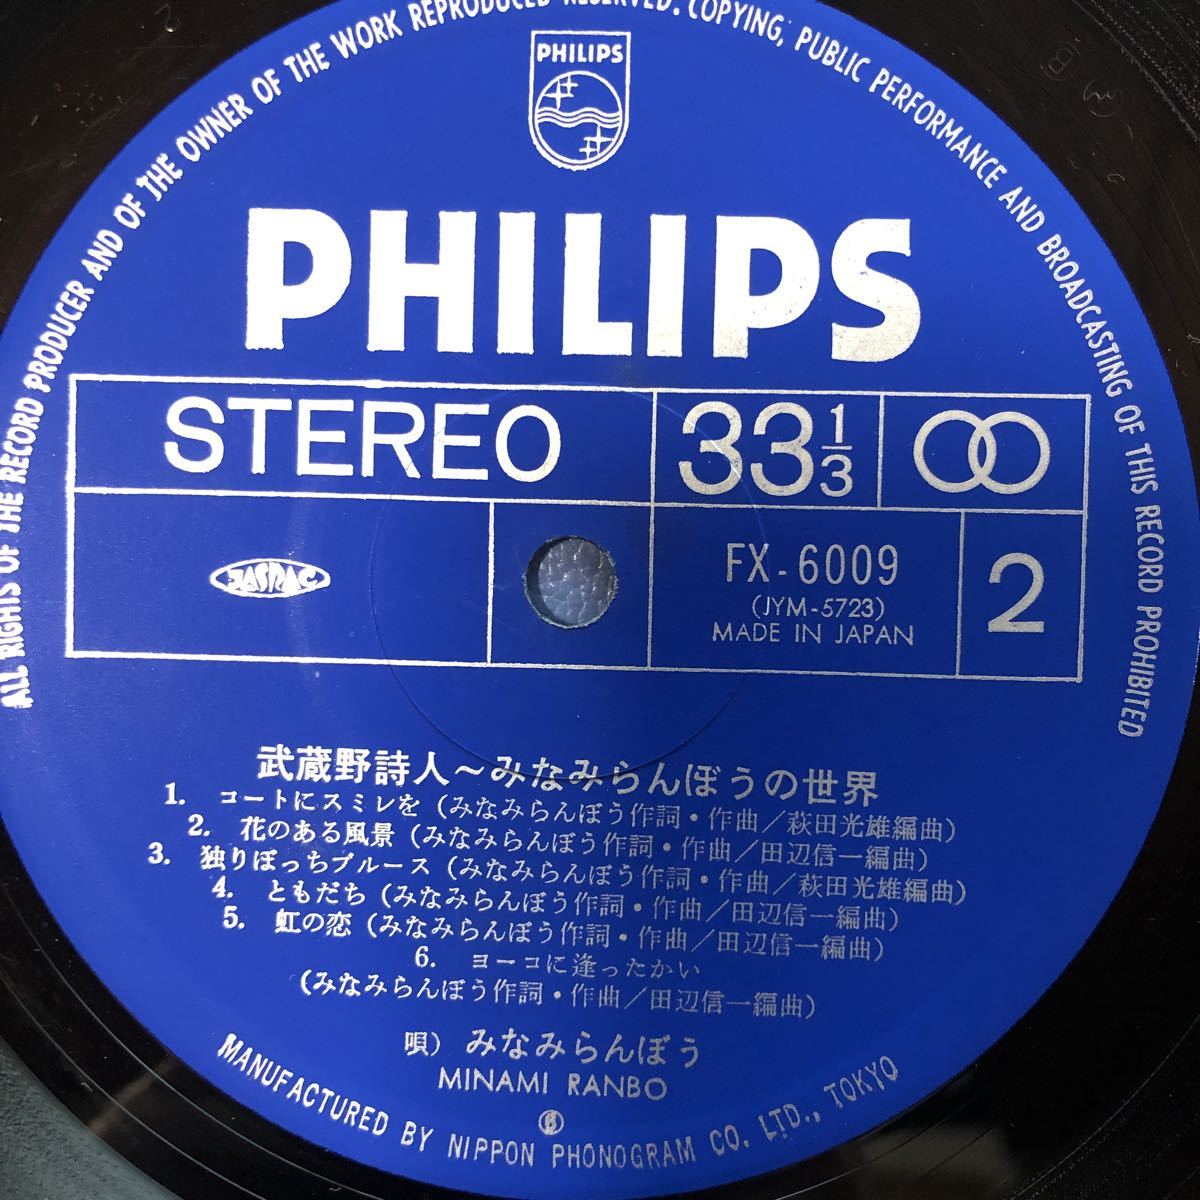 ALL RIGHTS OF THE RECORD PRODUCER AND OF THE OWNER OF THE WORK REPRODUCED RESERVED. COPYING, PUBLIC PERFORMANCE AND BROADCASTING OF THIS RECORD PROHIBITED
PHILIPS
PHILIPS
STEREO
33 1/3
JASRAC
FX-6009
(JYM-5723)
MADE IN JAPAN
2
武蔵野詩人〜みなみらんぼうの世界
1. コートにスミレを (みなみらんぼう作詞・作曲/萩田光雄編曲)
2. 花のある風景 (みなみらんぼう作詞・作曲/田辺信一編曲)
3. 独りぼっちブルース (みなみらんぼう作詞・作曲/萩田光雄編曲)
4. ともだち (みなみらんぼう作詞・作曲/田辺信一編曲)
5. 虹の恋 (みなみらんぼう作詞・作曲/田辺信一編曲)
6. ヨーコに逢ったかい
(みなみらんぼう作詞・作曲/田辺信一編曲)
唄) みなみらんぼう
MINAMI RANBO
MANUFACTURED BY NIPPON PHONOGRAM CO. LTD., TOKYO